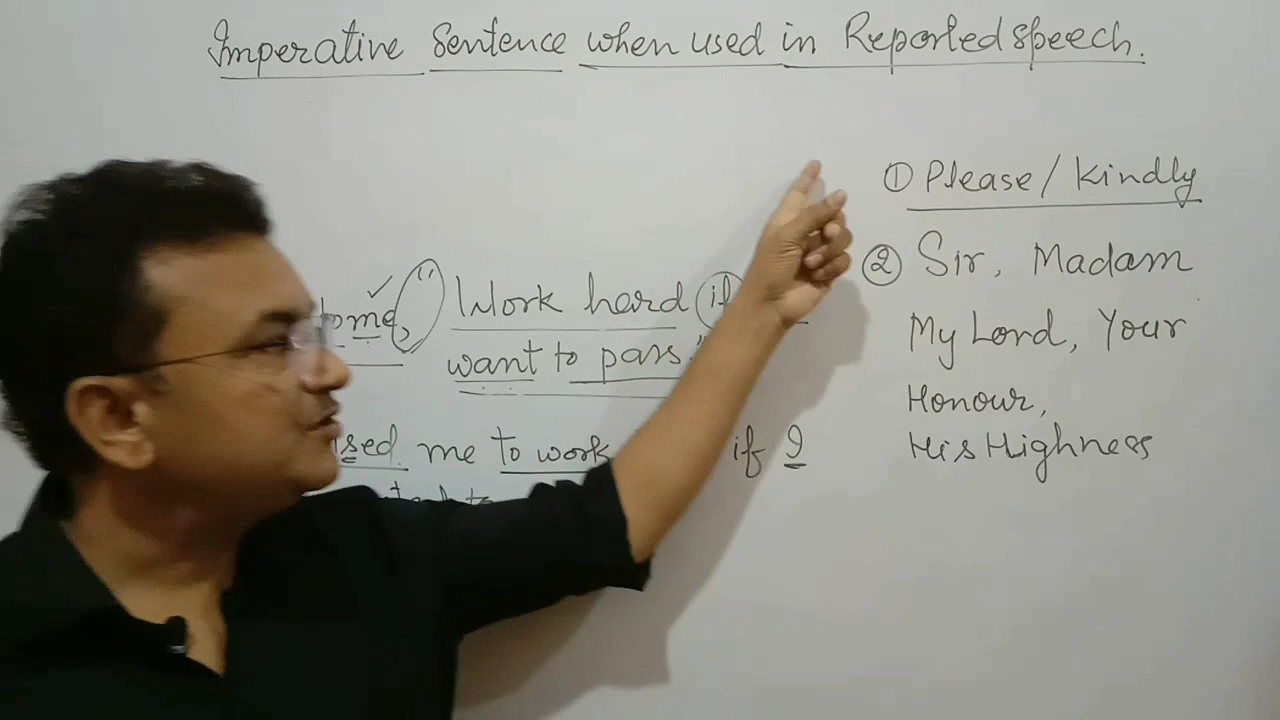 Imperative Sentence when used in Reported speech.
① Please / Kindly
② Sir, Madam
My Lord, Your
Honour,
His Highness
to me, " Work hard if
want to pass."
me to work if I